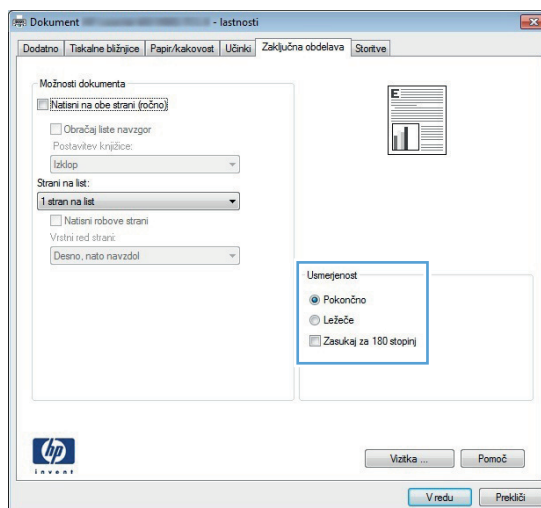 Dokument - lastnosti
Dodatno Tiskalne bližnjice Papir/kakovost Učinki Zaključna obdelava Storitve
Možnosti dokumenta
Natisni na obe strani (ročno)
Obračaj liste navzgor
Postavitev knjižice:
Izklop
Strani na list:
1 stran na list
Natisni robove strani
Vrstni red strani:
Desno, nato navzdol
E
Usmerjenost
Pokončno
Ležeče
Zasukaj za 180 stopinj
hp
invent
Vizitka ... Pomoč
V redu Prekliči